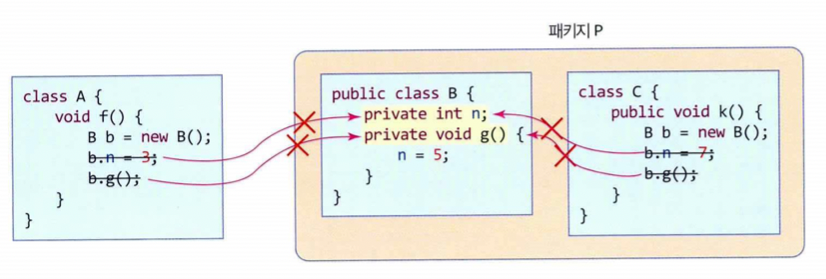 패키지 P
class A {
void f() {
B b = new B();
b.n = 3;
b.g();
}
}
public class B {
private int n;
private void g() {
n = 5;
}
}
class C {
public void k() {
B b = new B();
b.n = 7;
b.g();
}
}